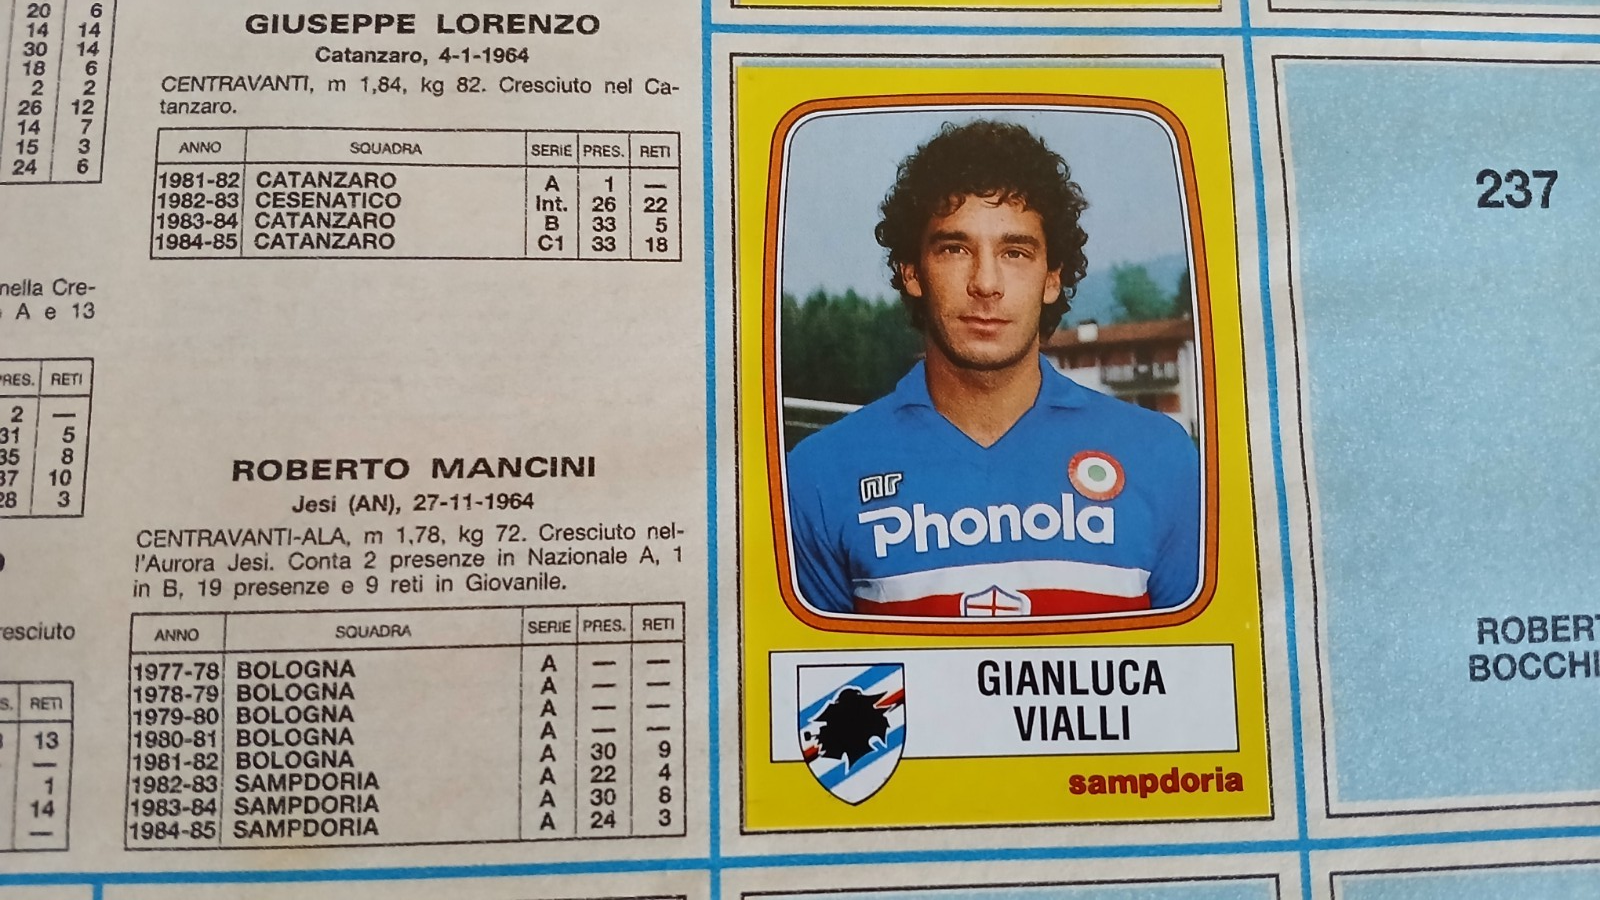 20 6
14 14
30 14
18 6
2 2
26 12
14 7
15 3
24 6
nella Cre-
A e 13
RES. RETI
2 —
31 5
35 8
37 10
28 3
resciuto
S. RETI
13
—
1
14
—
GIUSEPPE LORENZO
Catanzaro, 4-1-1964
CENTRAVANTI, m 1,84, kg 82. Cresciuto nel Ca-
tanzaro.
ANNO SQUADRA SERIE PRES. RETI
1981-82 CATANZARO A 1 —
1982-83 CESENATICO Int. 26 22
1983-84 CATANZARO B 33 5
1984-85 CATANZARO C1 33 18
ROBERTO MANCINI
Jesi (AN), 27-11-1964
CENTRAVANTI-ALA, m 1,78, kg 72. Cresciuto nel-
l'Aurora Jesi. Conta 2 presenze in Nazionale A, 1
in B, 19 presenze e 9 reti in Giovanile.
ANNO SQUADRA SERIE PRES. RETI
1977-78 BOLOGNA A — —
1978-79 BOLOGNA A — —
1979-80 BOLOGNA A — —
1980-81 BOLOGNA A — —
1981-82 BOLOGNA A 30 9
1982-83 SAMPDORIA A 22 4
1983-84 SAMPDORIA A 30 8
1984-85 SAMPDORIA A 24 3
nr
Phonola
GIANLUCA
VIALLI
sampdoria
237
ROBERT
BOCCHI